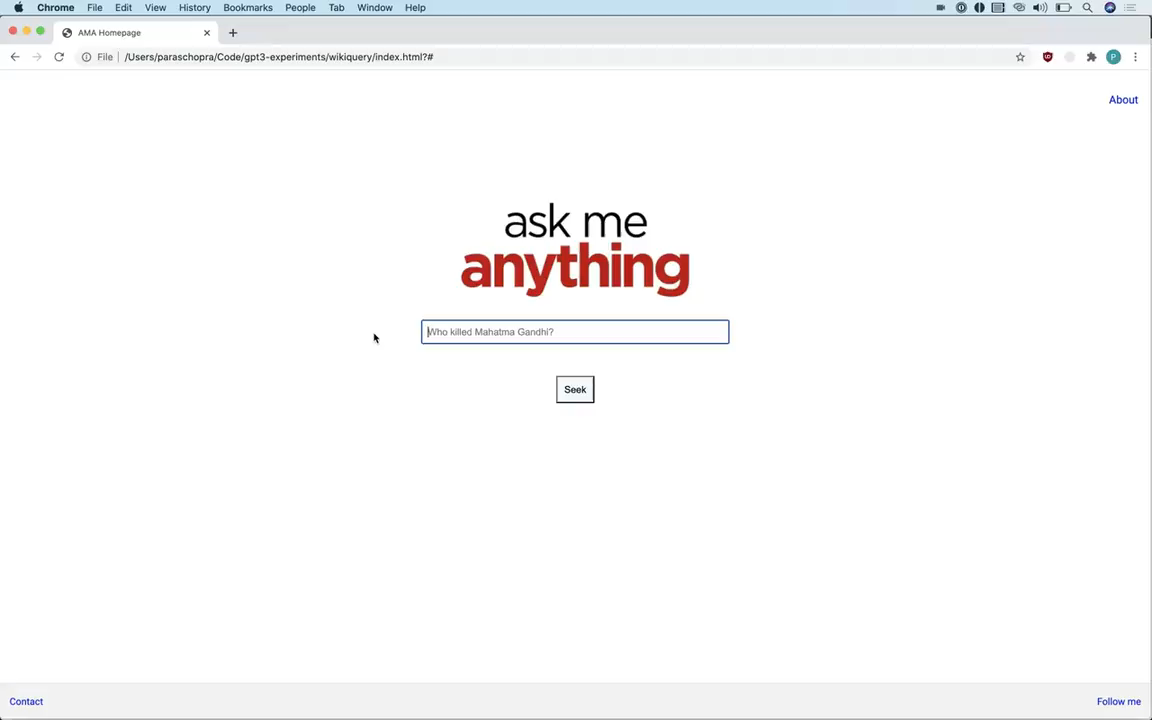 Chrome File Edit View History Bookmarks People Tab Window Help
AMA Homepage
File /Users/paraschopra/Code/gpt3-experiments/wikiquery/index.html?#
P
About
ask me
anything
Who killed Mahatma Gandhi?
Seek
Contact Follow me